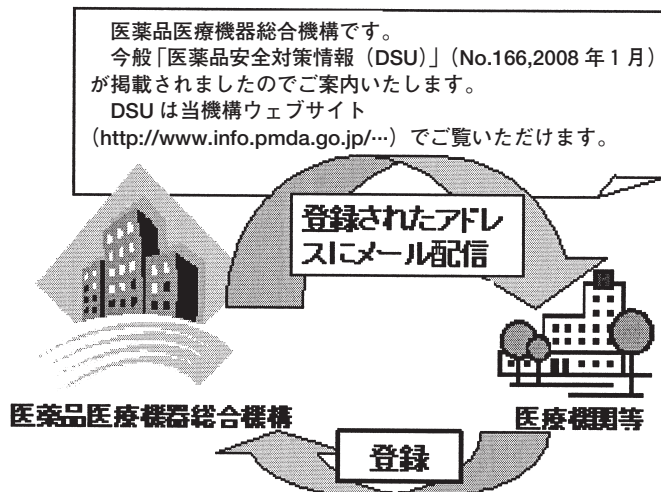 医薬品医療機器総合機構です。
今般「医薬品安全対策情報（DSU）」（No.166,2008 年 1 月）
が掲載されましたのでご案内いたします。
DSU は当機構ウェブサイト
（http://www.info.pmda.go.jp/…）でご覧いただけます。
登録されたアドレ
スにメール配信
H
医薬品医療機器総合機構
医療機関等
登録